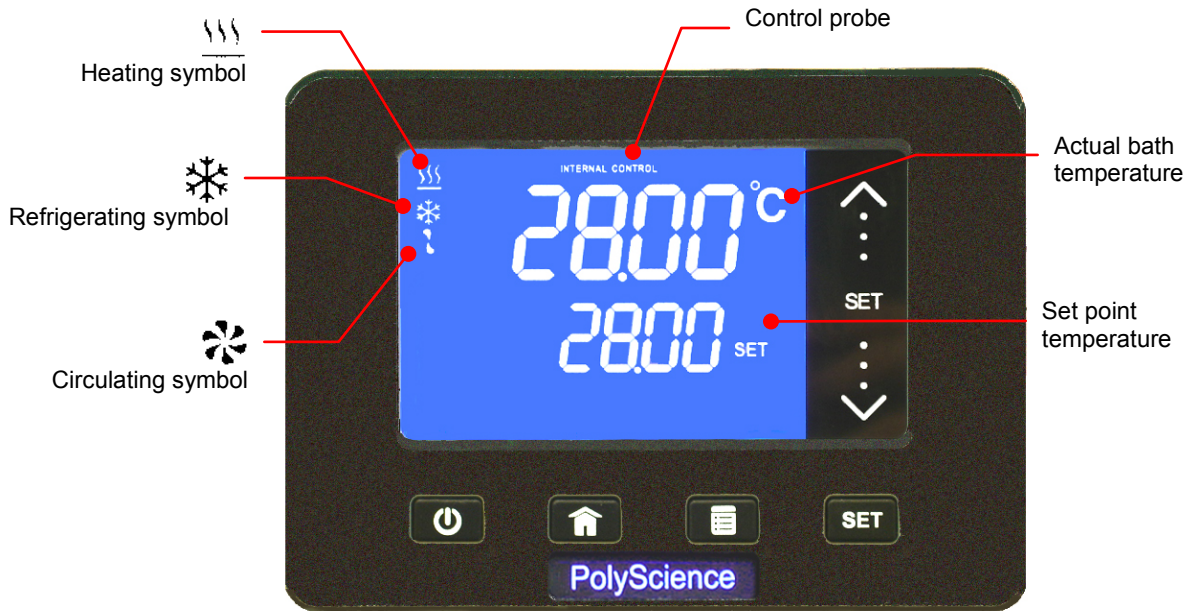 Control probe
Heating symbol
INTERNAL CONTROL
Actual bath
temperature
28.00 °C
Refrigerating symbol
SET
Set point
temperature
28.00 SET
Circulating symbol
SET
PolyScience